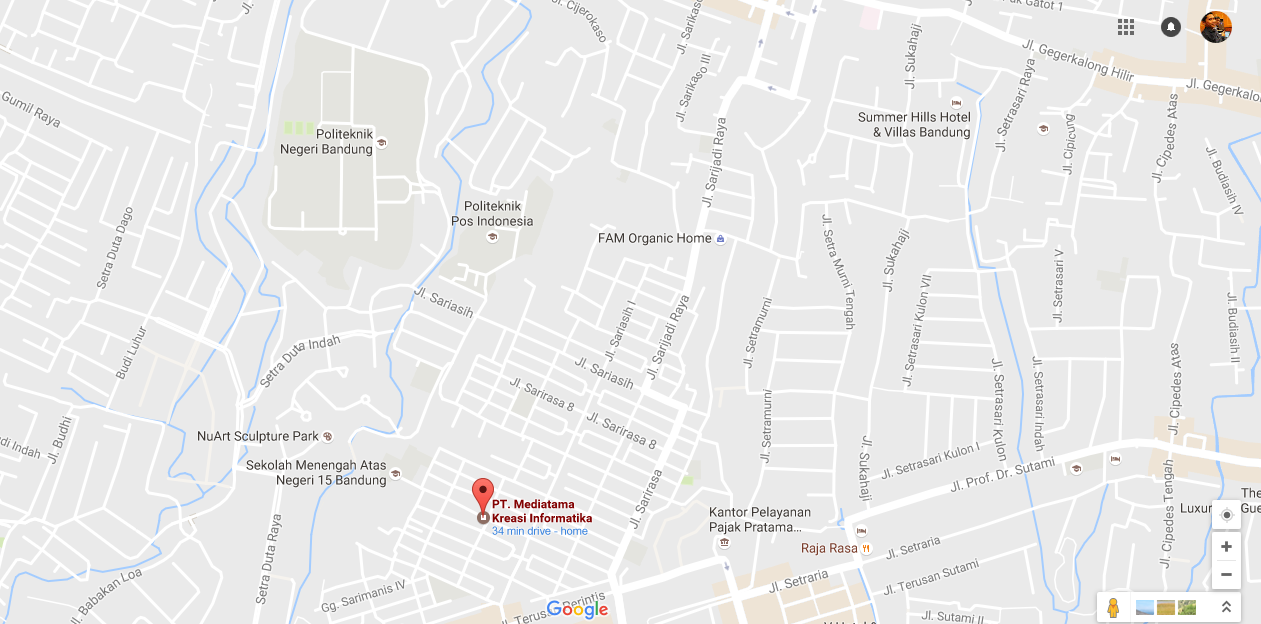 Jl. Cijerokaso
Jl. Sarikaso
ak Gatot 1
Jl. Gegerkalong Hilir
Jl. Gegerkalong
Jl. Sukahaji
Jl. Sarikaso III
Jl. Setrasari Raya
Gumil Raya
Politeknik
Negeri Bandung
Summer Hills Hotel
& Villas Bandung
Jl. Cipicung
Jl. Cipedes Atas
Jl. Sarijadi Raya
Jl. Budiasih IV
Politeknik
Pos Indonesia
Setra Duta Dago
FAM Organic Home
Jl. Setra Murni Tengah
Jl. Sukahaji
Jl. Setrasari V
Jl. Setrasari Kulon VII
Jl. Sariasih
Jl. Sariasih I
Jl. Sarijadi Raya
Jl. Setramurni
Jl. Budiasih II
Budi Luhur
Setra Duta Indah
Jl. Sariasih
Jl. Sarirasa 8
Jl. Sarirasa 8
Jl. Setramurni
Jl. Setrasari Kulon
Jl. Setrasari Indah
Jl. Cipedes Atas
NuArt Sculpture Park
Jl. Budhi
di Indah
Sekolah Menengah Atas
Negeri 15 Bandung
Jl. Sukahaji
Jl. Setrasari Kulon I
Jl. Prof. Dr. Sutami
Jl. Cipedes Tengah
PT. Mediatama
Kreasi Informatika
34 min drive - home
Jl. Sarirasa
Kantor Pelayanan
Pajak Pratama...
The
Luxur
Gue
Raja Rasa
Jl. Setraria
Jl. Setraria
Jl. Terusan Sutami
Setra Duta Raya
Jl. Babakan Loa
Gg. Sarimanis IV
Perintis
Google
Jl. Sutami
V Hotel &